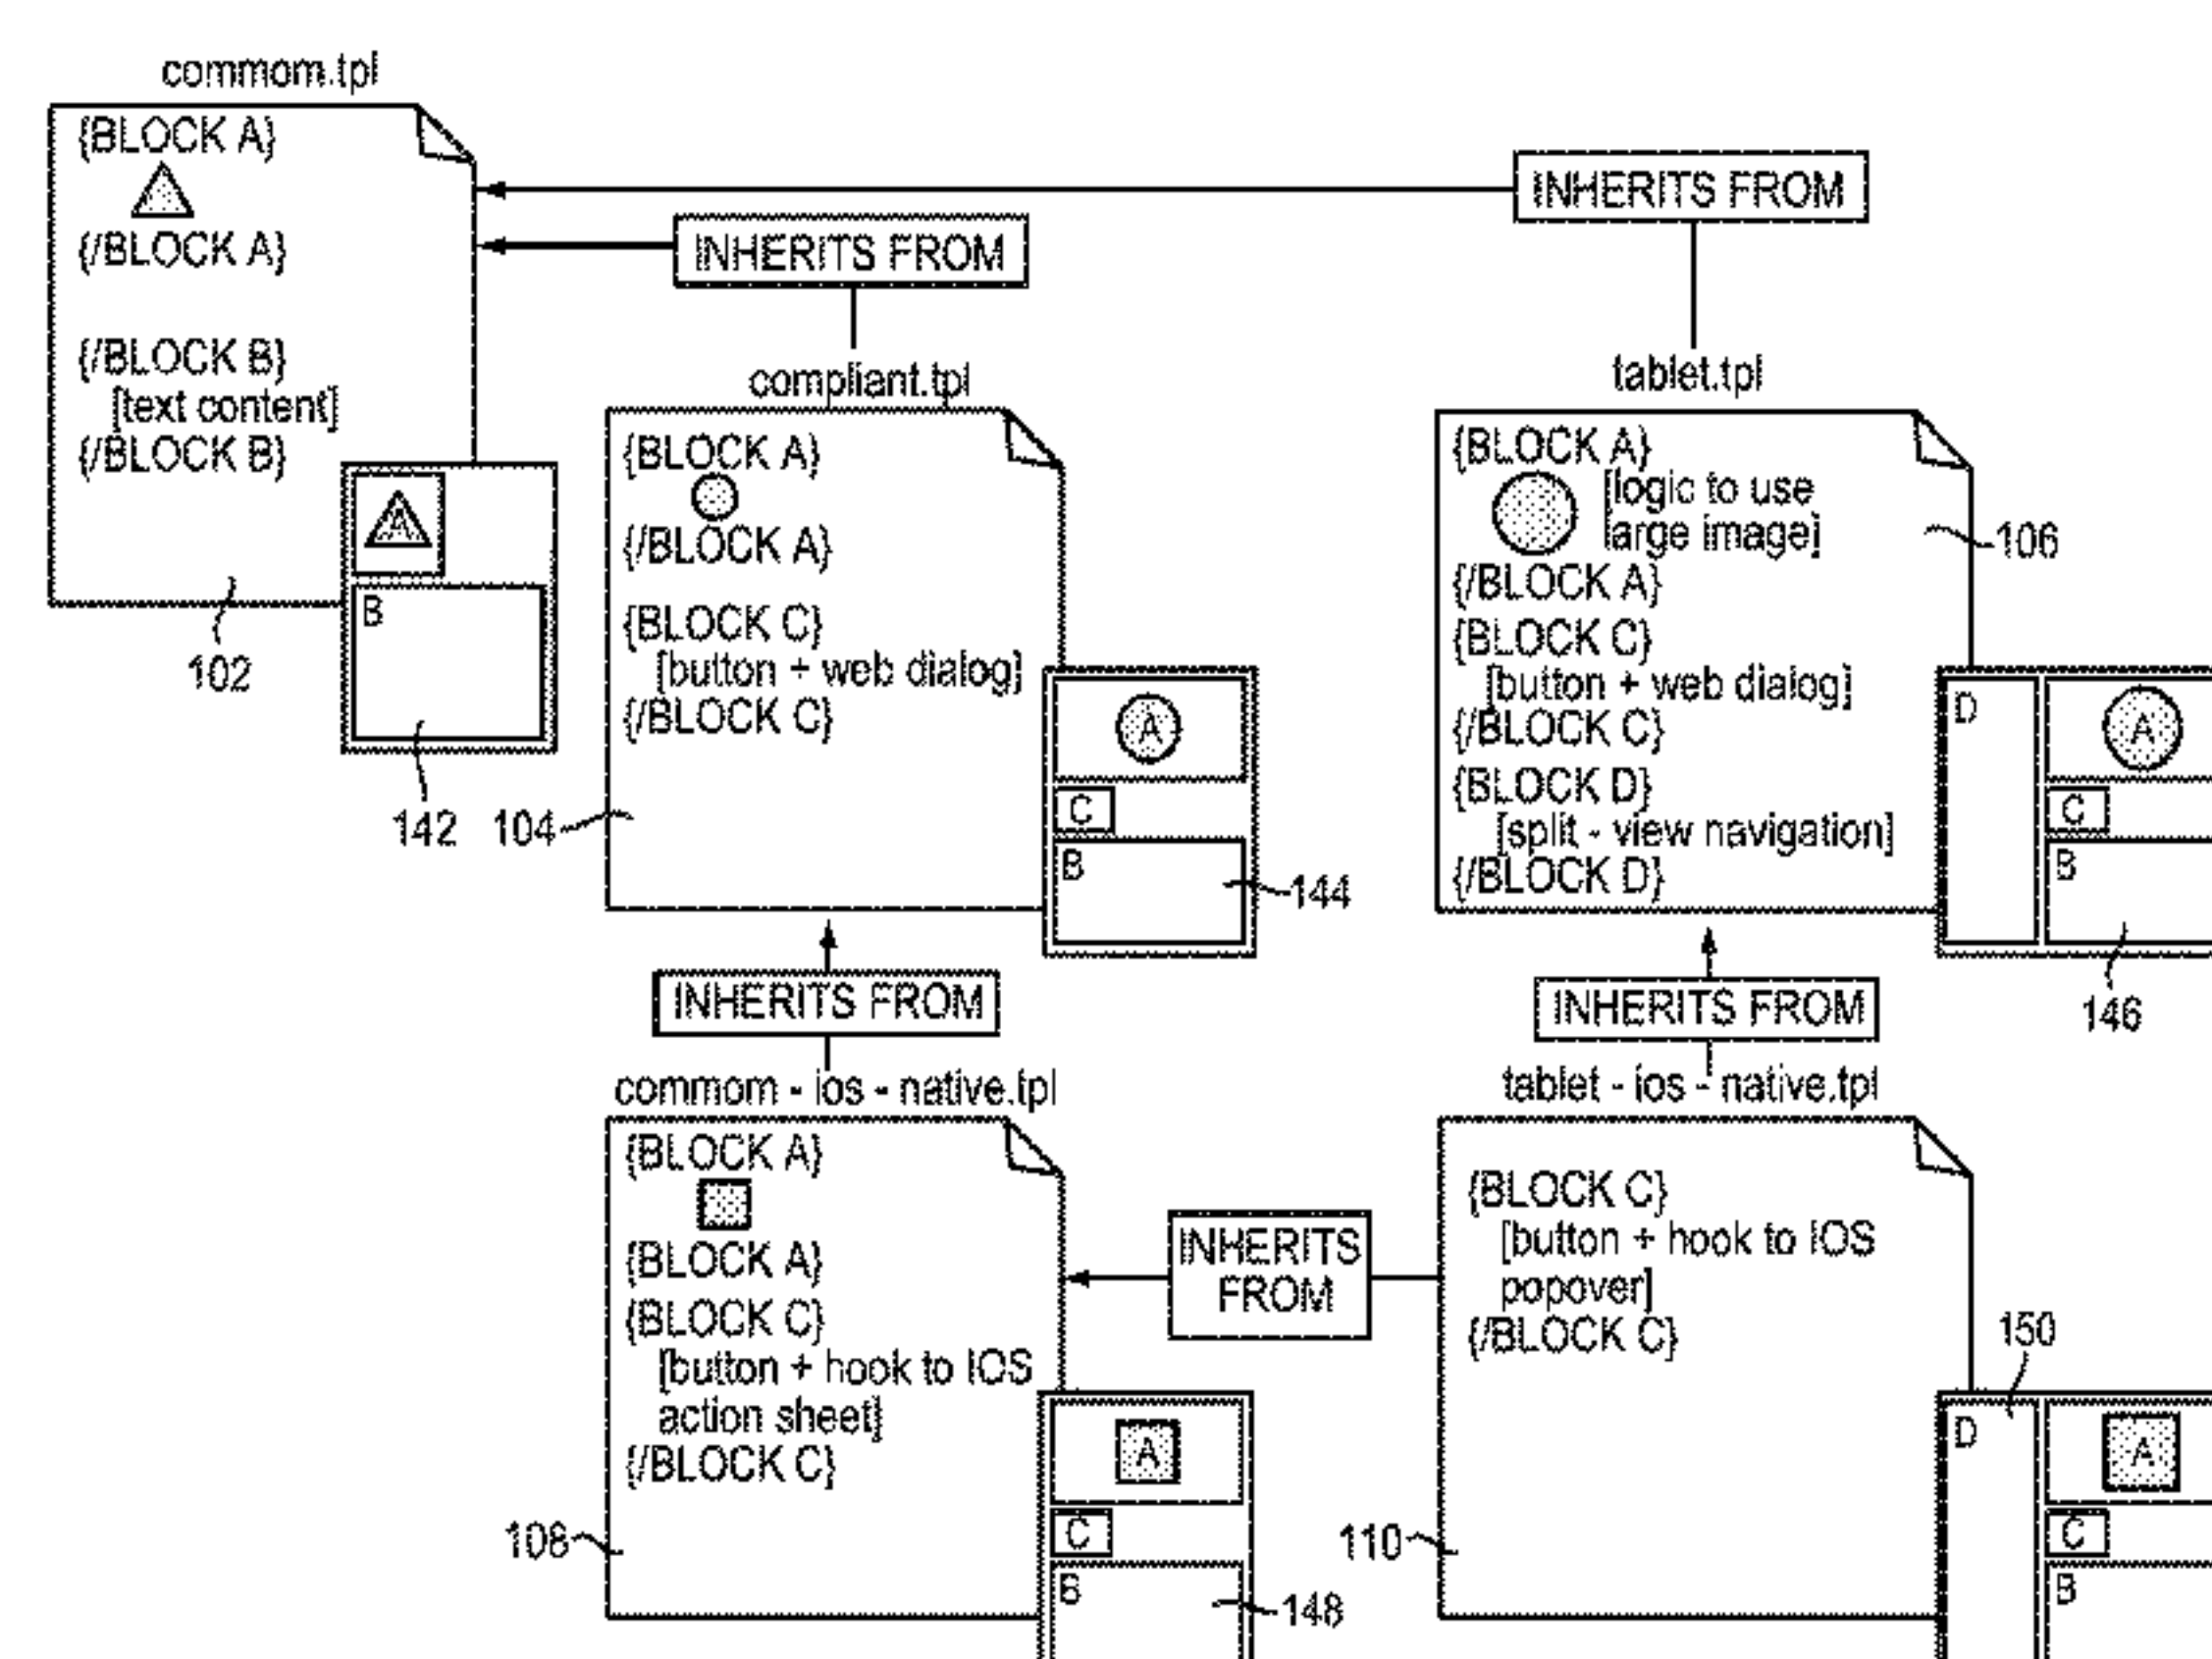 commom.tpl
{BLOCK A}
{/BLOCK A}
{/BLOCK B}
[text content]
{/BLOCK B}
A
B
102
142
INHERITS FROM
INHERITS FROM
compliant.tpl
{BLOCK A}
{/BLOCK A}
{BLOCK C}
[button + web dialog]
{/BLOCK C}
104
A
C
B
144
tablet.tpl
{BLOCK A}
[logic to use
large image]
{/BLOCK A}
{BLOCK C}
[button + web dialog]
{/BLOCK C}
{BLOCK D}
[split - view navigation]
{/BLOCK D}
106
D
A
C
B
146
INHERITS FROM
commom - ios - native.tpl
{BLOCK A}
{BLOCK A}
{BLOCK C}
[button + hook to IOS
action sheet]
{/BLOCK C}
108
A
C
B
148
INHERITS FROM
tablet - ios - native.tpl
INHERITS
FROM
{BLOCK C}
[button + hook to IOS
popover]
{/BLOCK C}
110
150
D
A
C
B